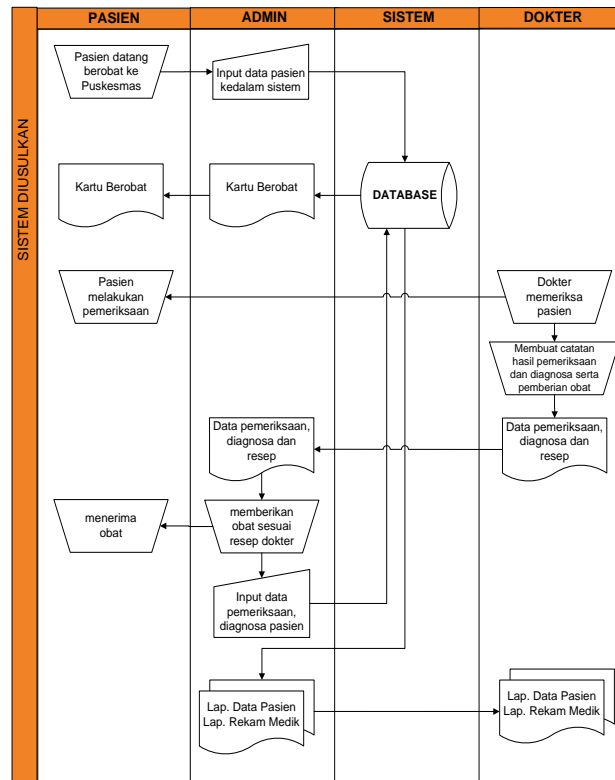 PASIEN
ADMIN
SISTEM
DOKTER
SISTEM DIUSULKAN
Pasien datang
berobat ke
Puskesmas
Input data pasien
kedalam sistem
Kartu Berobat
Kartu Berobat
DATABASE
Pasien
melakukan
pemeriksaan
Dokter
memeriksa
pasien
Membuat catatan
hasil pemeriksaan
dan diagnosa serta
pemberian obat
Data pemeriksaan,
diagnosa dan
resep
Data pemeriksaan,
diagnosa dan
resep
menerima
obat
memberikan
obat sesuai
resep dokter
Input data
pemeriksaan,
diagnosa pasien
Lap. Data Pasien
Lap. Rekam Medik
Lap. Data Pasien
Lap. Rekam Medik